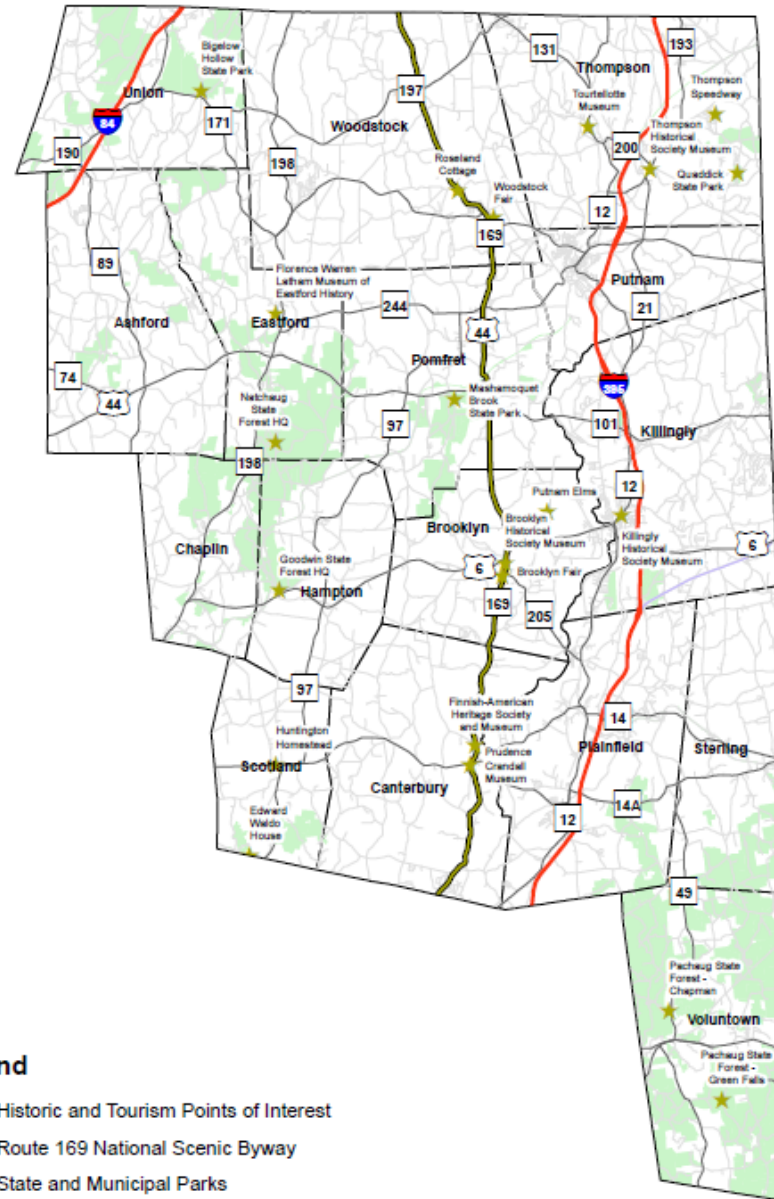 Bigelow
Hollow
State Park
Union
84
171
190
131
193
Thompson
197
Thompson
Speedway
Tourtellotte
Museum
Woodstock
Thompson
Historical
Society Museum
200
198
Roseland
Cottage
Woodstock
Fair
Quaddick
State Park
12
169
89
Florence Warren
Latham Museum of
Eastford History
Putnam
244
21
Ashford
Eastford
44
Pomfret
74
44
395
Natchaug
State
Forest HQ
Mashamoquet
Brook
State Park
97
101
Killingly
198
12
Putnam Elms
Brooklyn
Brooklyn
Historical
Society Museum
Killingly
Historical
Society Museum
6
Chaplin
Goodwin State
Forest HQ
6
Brooklyn Fair
Hampton
169
205
97
Finnish-American
Heritage Society
and Museum
14
Huntington
Homestead
Prudence
Crandall
Museum
Plainfield
Sterling
Scotland
Canterbury
14A
Edward
Waldo
House
12
49
Pachaug State
Forest -
Chapman
Voluntown
Pachaug State
Forest -
Green Falls
nd
Historic and Tourism Points of Interest
Route 169 National Scenic Byway
State and Municipal Parks